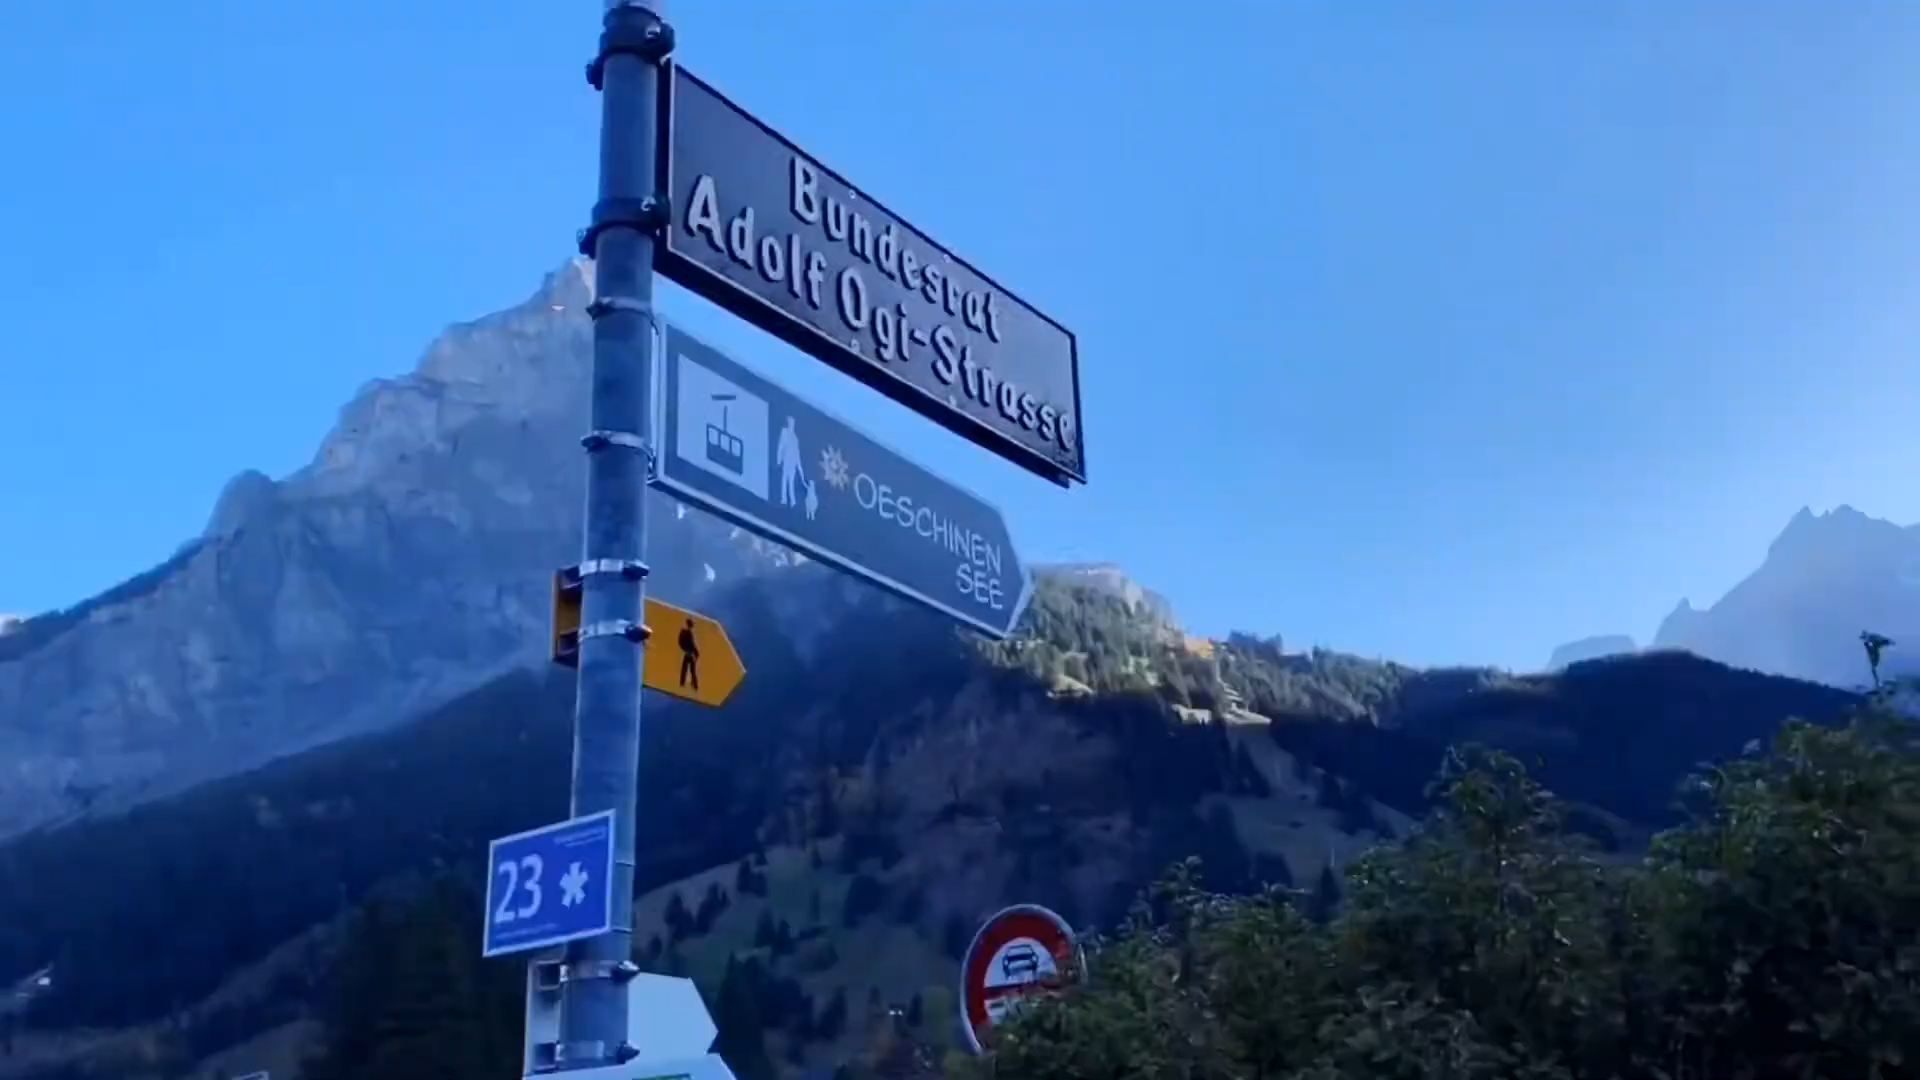 Bundesrat
Adolf Ogi-Strasse
OESCHINEN
SEE
23 *